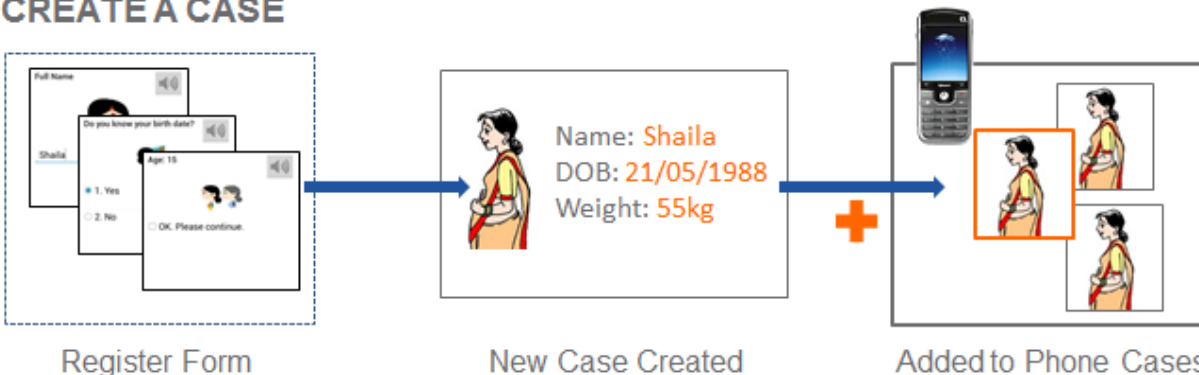 CREATE A CASE
Full Name
Shaila
Do you know your birth date?
1. Yes
2. No
Age: 15
OK. Please continue.
Name: Shaila
DOB: 21/05/1988
Weight: 55kg
Register Form
New Case Created
Added to Phone Cases